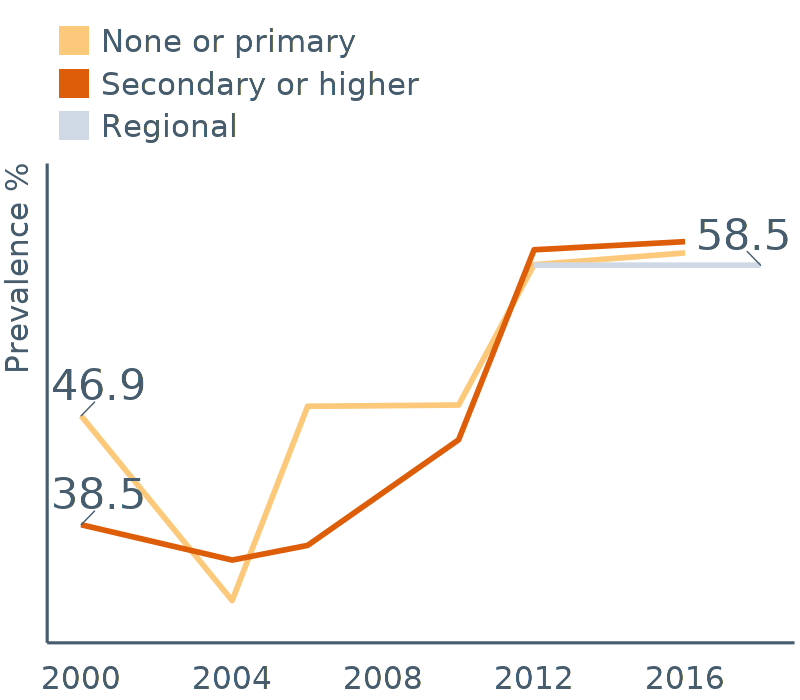 None or primary
Secondary or higher
Regional
Prevalence %
58.5
46.9
38.5
2000 2004 2008 2012 2016